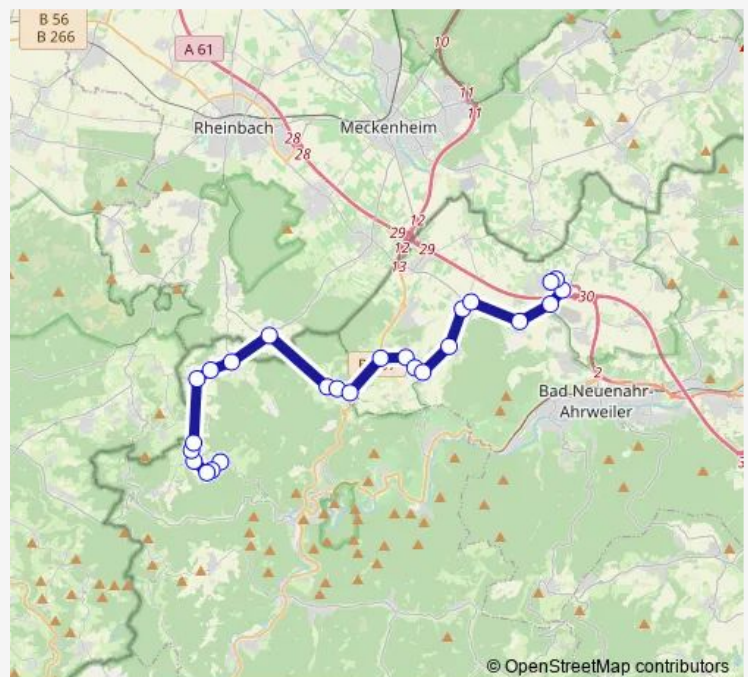 B 56
B 266
A 61
10
11
11
Rheinbach
Meckenheim
28
28
12
29
29
12
13
30
2
Bad Neuenahr-
Ahrweiler
© OpenStreetMap contributors